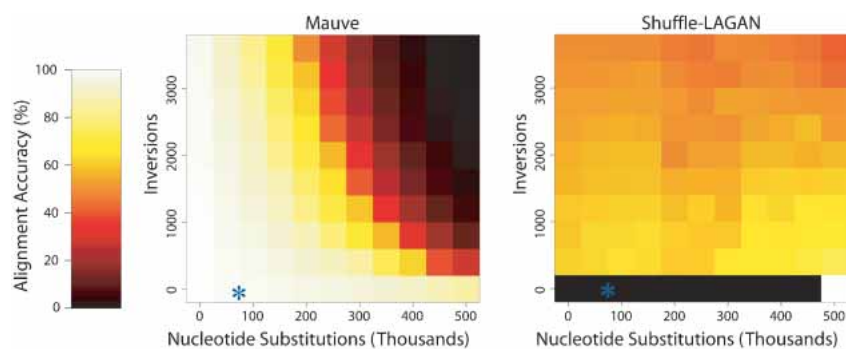 Mauve
Shuffle-LAGAN
Alignment Accuracy (%)
100
80
60
40
20
0
Inversions
3000
2000
1000
0
0 100 200 300 400 500
Nucleotide Substitutions (Thousands)
Inversions
3000
2000
1000
0
0 100 200 300 400 500
Nucleotide Substitutions (Thousands)
*
*